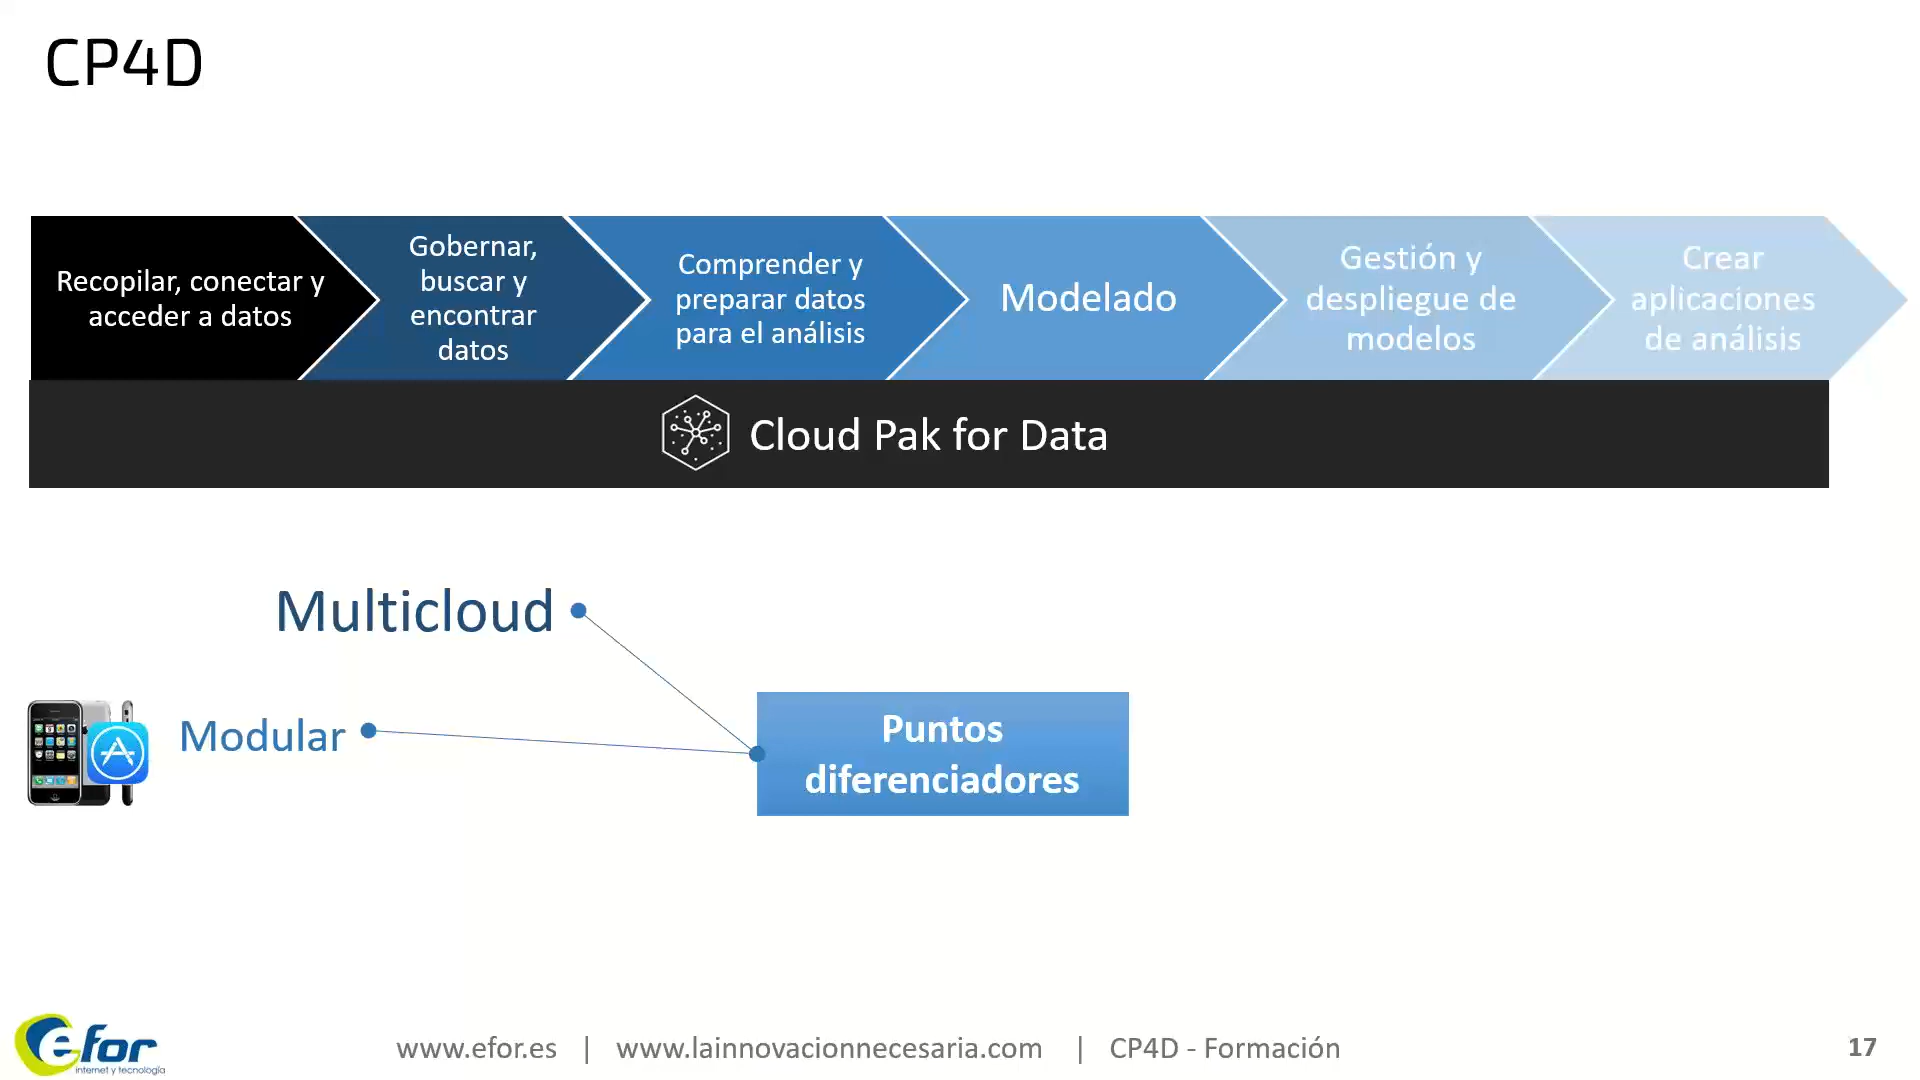 CP4D
Recopilar, conectar y
acceder a datos
Gobernar,
buscar y
encontrar
datos
Comprender y
preparar datos
para el análisis
Modelado
Gestión y
despliegue de
modelos
Crear
aplicaciones
de análisis
Cloud Pak for Data
Multicloud
Modular
Puntos
diferenciadores
efor
internet y tecnología
www.efor.es | www.lainnovacionnecesaria.com | CP4D - Formación
17